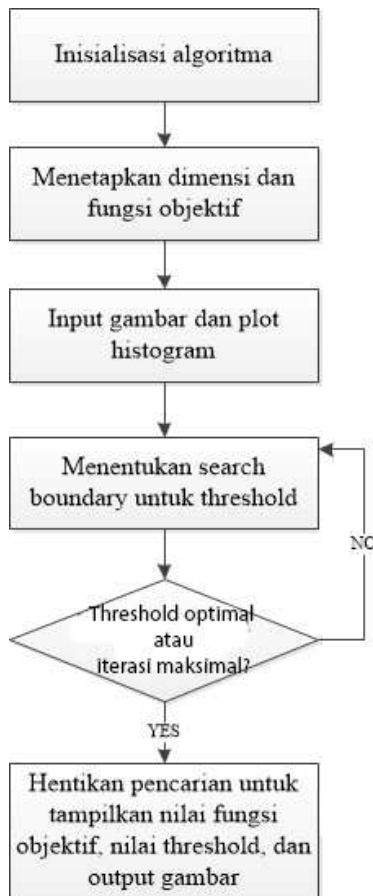 Inisialisasi algoritma
Menetapkan dimensi dan
fungsi objektif
Input gambar dan plot
histogram
Menentukan search
boundary untuk threshold
NO
Threshold optimal
atau
iterasi maksimal?
YES
Hentikan pencarian untuk
tampilkan nilai fungsi
objektif, nilai threshold, dan
output gambar